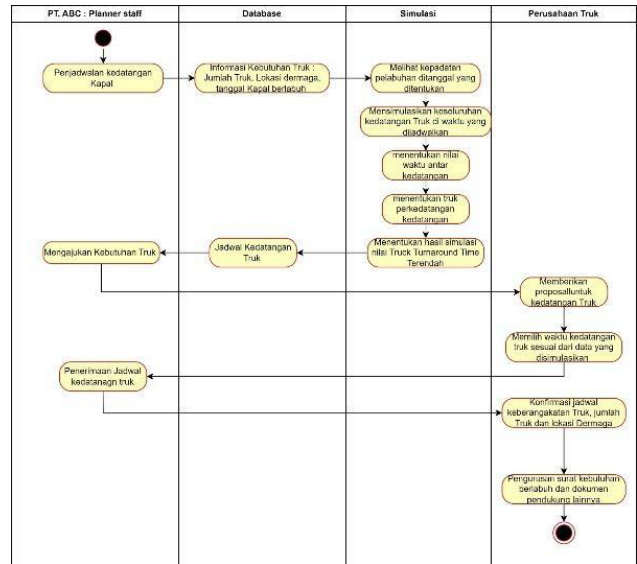 PT. ABC : Planner staff
Database
Simulasi
Perusahaan Truk
Penjadwalan kedatangan
Kapal
Informasi Kebutuhan Truk :
Jumlah Truk, Lokasi dermaga,
tanggal Kapal berlabuh
Melihat kepadatan
pelabuhan ditanggal yang
ditentukan
Mensimulasikan keseluruhan
kedatangan Truk di waktu yang
dijadwalkan
menentukan nilai
waktu antar
kedatangan
menentukan truk
perkedatangan
kedatangan
Menentukan hasil simulasi
nilai Truck Turnaround Time
Terendah
Jadwal Kedatangan
Truk
Mengajukan Kebutuhan Truk
Memberikan
proposalluntuk
kedatangan Truk
Memilih waktu kedatangan
truk sesuai dari data yang
disimulasikan
Penerimaan Jadwal
kedatanagn truk
Konfirmasi jadwal
keberangakatan Truk, jumlah
Truk dan lokasi Dermaga
Pengurusan surat kebutuhan
berlabuh dan dokumen
pendukung lainnya